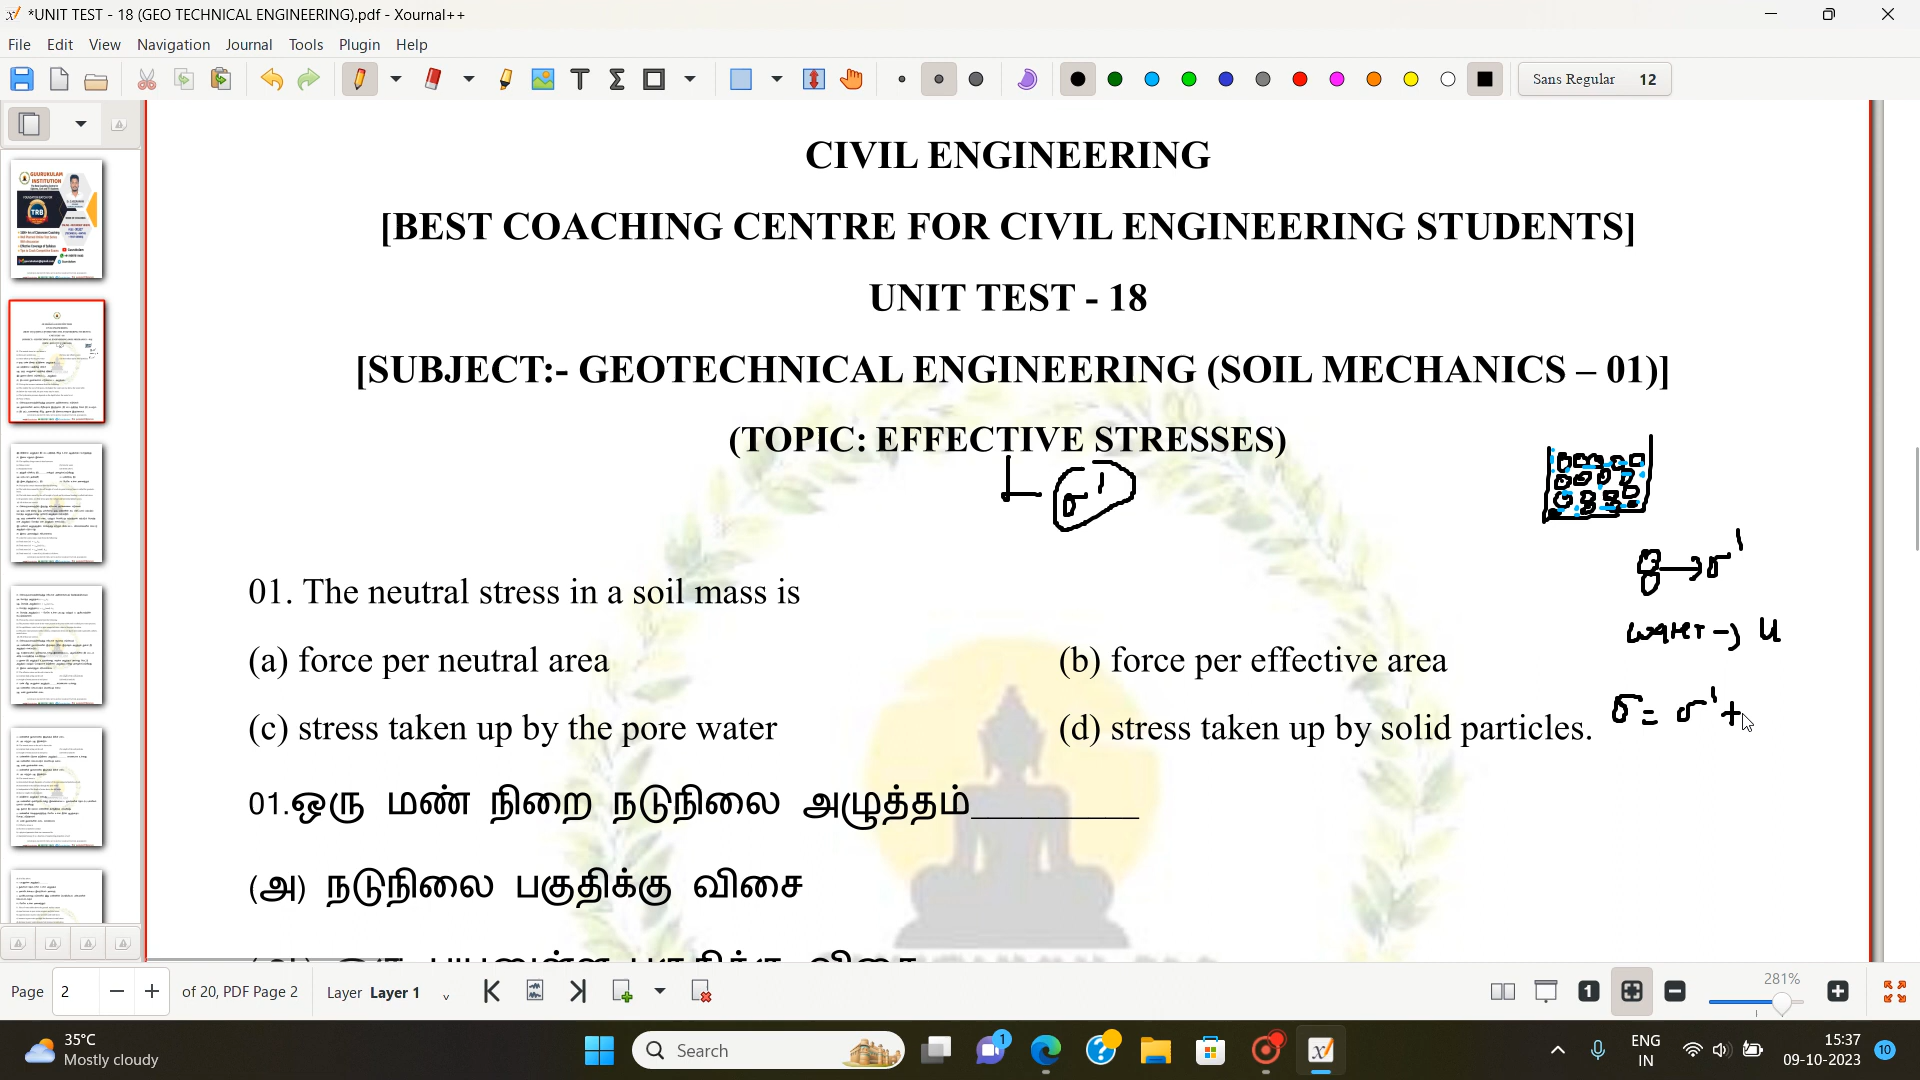 *UNIT TEST - 18 (GEO TECHNICAL ENGINEERING).pdf - Xournal++
File Edit View Navigation Journal Tools Plugin Help
Sans Regular 12
CIVIL ENGINEERING
[BEST COACHING CENTRE FOR CIVIL ENGINEERING STUDENTS]
UNIT TEST - 18
[SUBJECT:- GEOTECHNICAL ENGINEERING (SOIL MECHANICS – 01)]
(TOPIC: EFFECTIVE STRESSES)
σ'
→ σ'
water → u
σ = σ' +
01. The neutral stress in a soil mass is
(a) force per neutral area (b) force per effective area
(c) stress taken up by the pore water (d) stress taken up by solid particles.
01.ஒரு மண் நிறை நடுநிலை அழுத்தம்__________
(அ) நடுநிலை பகுதிக்கு விசை
Page 2 of 20, PDF Page 2 Layer Layer 1 281%
35°C
Mostly cloudy
Search
1
ENG
IN
15:37
09-10-2023
10